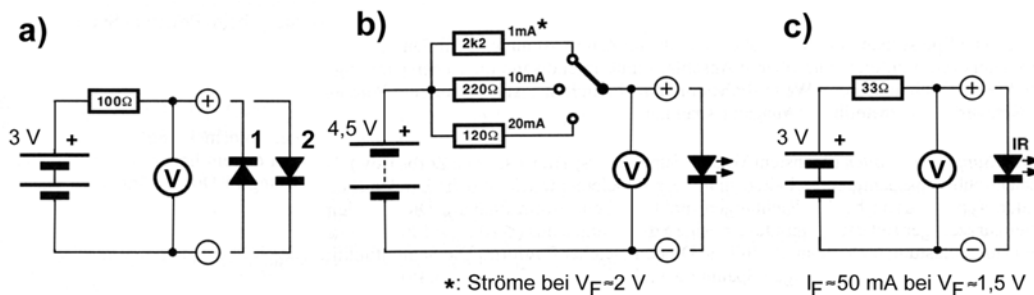 a)
100Ω
3 V
+
V
+
−
1
2
b)
2k2
1mA*
220Ω
10mA
120Ω
20mA
4,5 V
+
V
+
−
*: Ströme bei VF≈2 V
c)
33Ω
3 V
+
V
+
−
IR
IF≈50 mA bei VF≈1,5 V